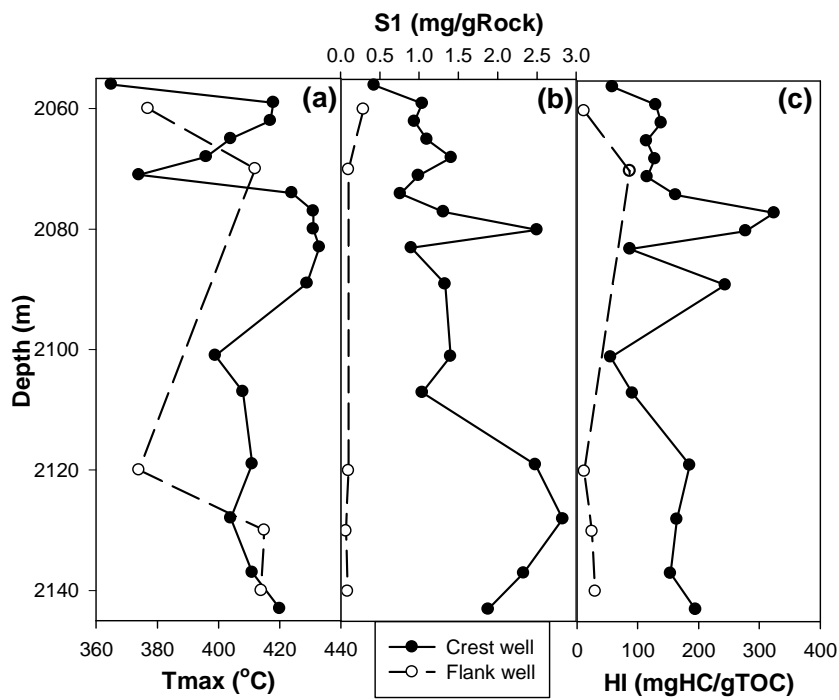 S1 (mg/gRock)
0.0 0.5 1.0 1.5 2.0 2.5 3.0
(a) (b) (c)
2060
2080
2100
2120
2140
Depth (m)
360 380 400 420 440
0 100 200 300 400
Tmax (°C)
HI (mgHC/gTOC)
Crest well
Flank well